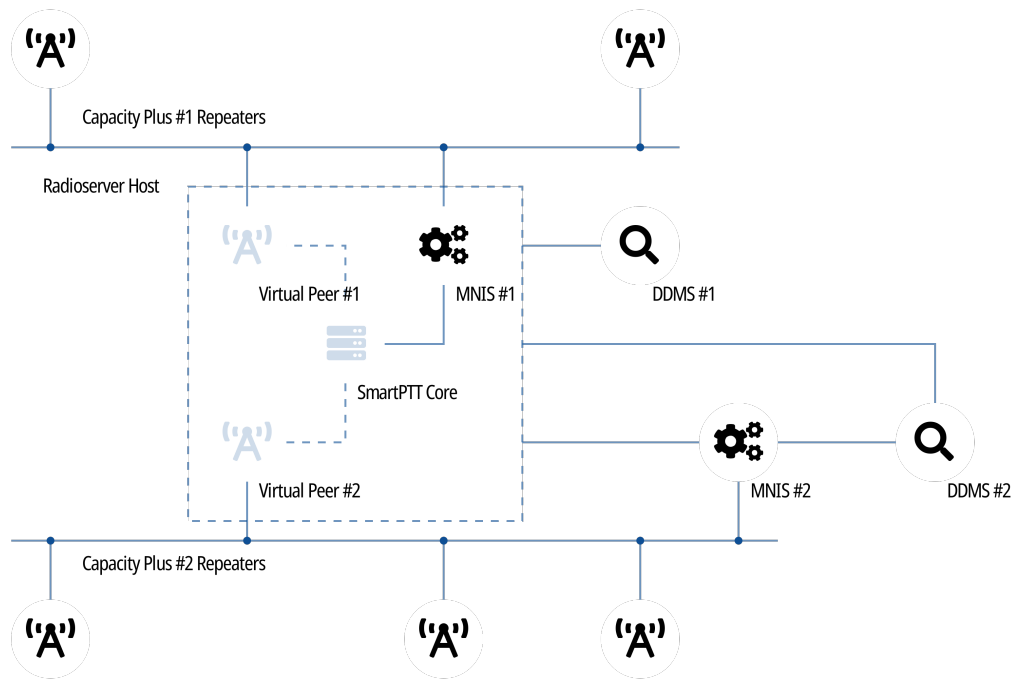 Capacity Plus #1 Repeaters
Radioserver Host
Virtual Peer #1
MNIS #1
DDMS #1
SmartPTT Core
Virtual Peer #2
MNIS #2
DDMS #2
Capacity Plus #2 Repeaters